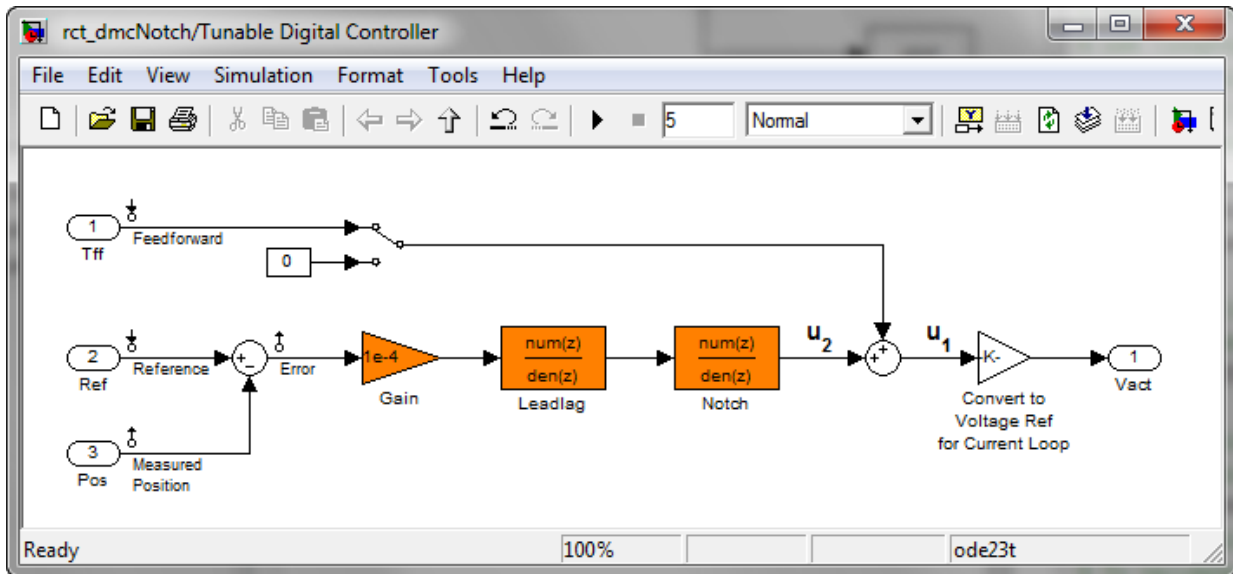 rct_dmcNotch/Tunable Digital Controller
File Edit View Simulation Format Tools Help
5 Normal
1
Tff
Feedforward
0
2
Ref
Reference
+
-
Error
1e-4
Gain
num(z)
den(z)
Leadlag
num(z)
den(z)
Notch
u2
+
+
u1
-K-
Convert to
Voltage Ref
for Current Loop
1
Vact
3
Pos
Measured
Position
Ready 100% ode23t